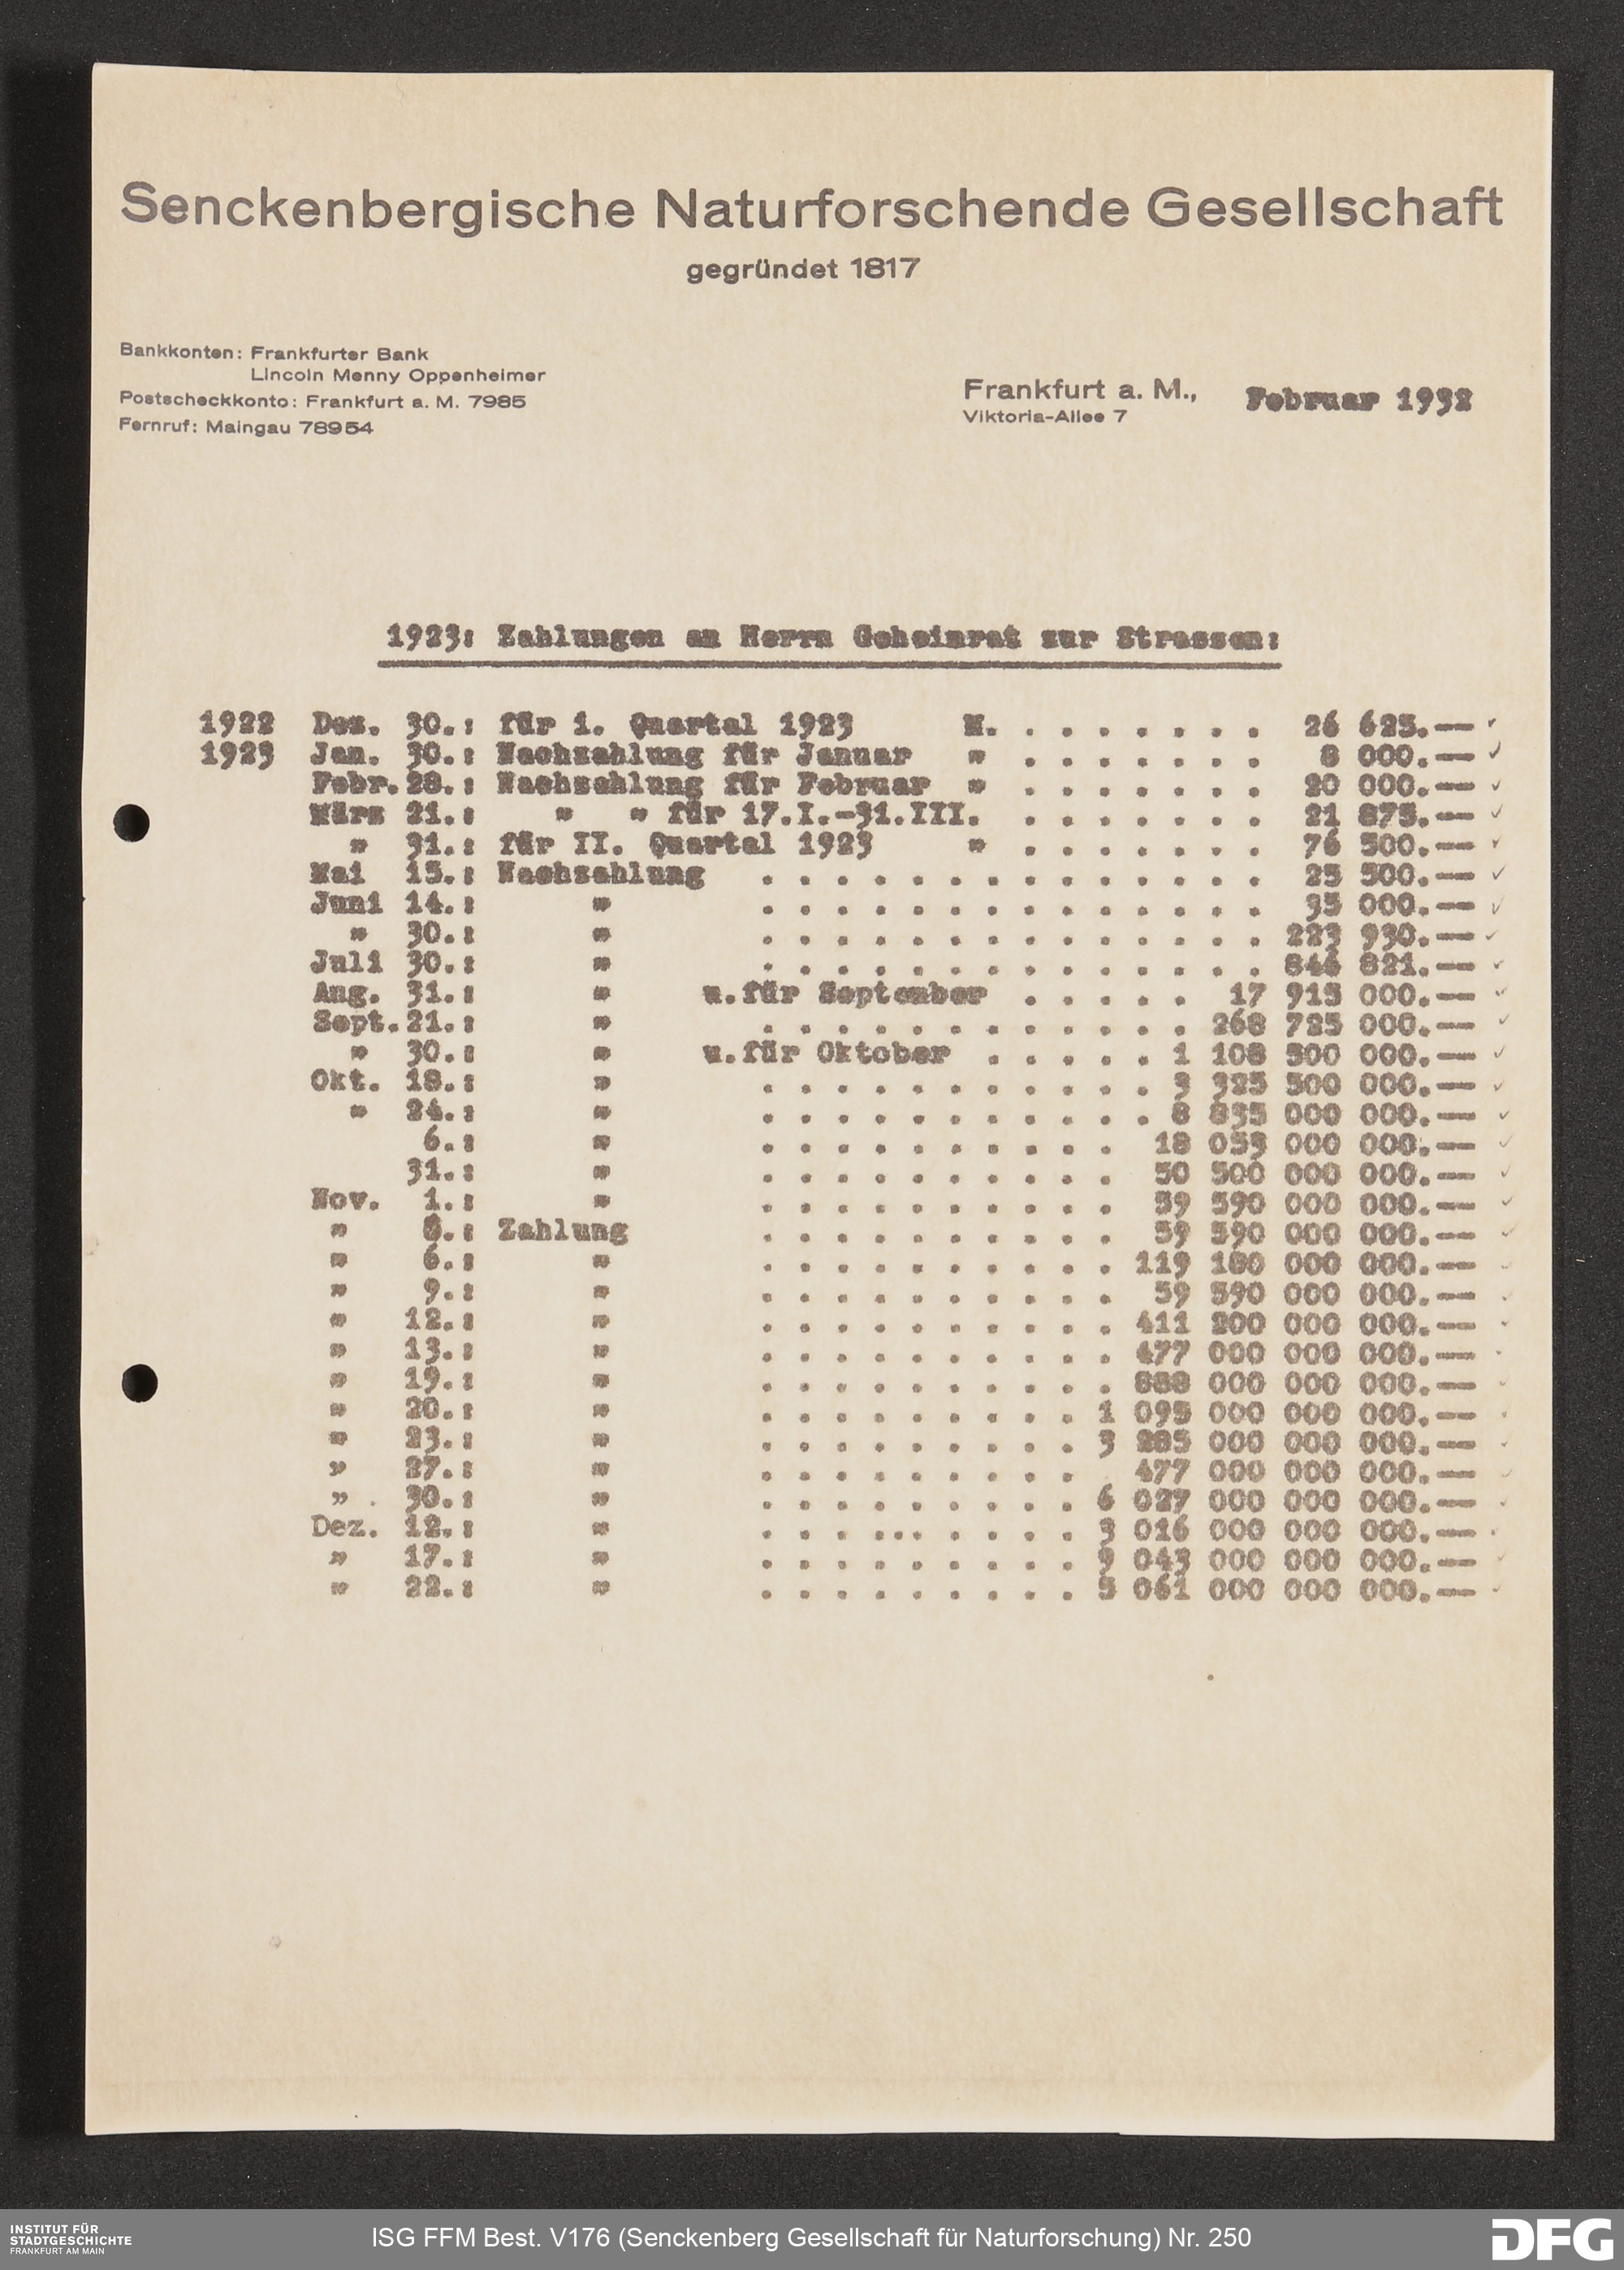 Senckenbergische Naturforschende Gesellschaft
gegründet 1817
Bankkonten: Frankfurter Bank
Lincoln Menny Oppenheimer
Postscheckkonto: Frankfurt a. M. 7985
Fernruf: Maingau 78954
Frankfurt a. M., Februar 1932
Viktoria-Allee 7
1923: Zahlungen an Herrn Geheimrat zur Strassen:
1922 Dez. 30.: für 1. Quartal 1923 M. . . . . . . . 26 625.—
1923 Jan. 30.: Nachzahlung für Januar " . . . . . . . 8 000.—
Febr. 28.: Nachzahlung für Februar " . . . . . . . 20 000.—
März 21.: " " für 17.I.-31.III. . . . . . . . 21 875.—
" 31.: für II. Quartal 1923 " . . . . . . . 76 500.—
Mai 15.: Nachzahlung . . . . . . . . . . . . . . 25 500.—
Juni 14.: " . . . . . . . . . . . . . . 35 000.—
" 30.: " . . . . . . . . . . . . . . 223 930.—
Juli 30.: " . . . . . . . . . . . . . . 846 821.—
Aug. 31.: " u.für September . . . . . 17 915 000.—
Sept. 21.: " . . . . . . . . . . . . 268 725 000.—
" 30.: " u.für Oktober . . . . . 1 108 500 000.—
Okt. 18.: " . . . . . . . . . . . 3 325 500 000.—
" 24.: " . . . . . . . . . . . 8 835 000 000.—
6.: " . . . . . . . . . . 18 053 000 000.—
31.: " . . . . . . . . . . 50 500 000 000.—
Nov. 1.: " . . . . . . . . . . 59 590 000 000.—
" : Zahlung . . . . . . . . . . 59 590 000 000.—
" 6.: " . . . . . . . . . . 119 180 000 000.—
" 9.: " . . . . . . . . . . 59 590 000 000.—
" 12.: " . . . . . . . . . . 411 200 000 000.—
" 13.: " . . . . . . . . . . 477 000 000 000.—
" 19.: " . . . . . . . . . . 888 000 000 000.—
" 20.: " . . . . . . . . . 1 095 000 000 000.—
" 23.: " . . . . . . . . . 3 285 000 000 000.—
" 27.: " . . . . . . . . . 477 000 000 000.—
" . 30.: " . . . . . . . . . 6 027 000 000 000.—
Dez. 12.: " . . . . . . . . . . 3 016 000 000 000.—
" 17.: " . . . . . . . . . 9 043 000 000 000.—
" 22.: " . . . . . . . . . 5 061 000 000 000.—
INSTITUT FÜR
STADTGESCHICHTE
FRANKFURT AM MAIN
ISG FFM Best. V176 (Senckenberg Gesellschaft für Naturforschung) Nr. 250
DFG